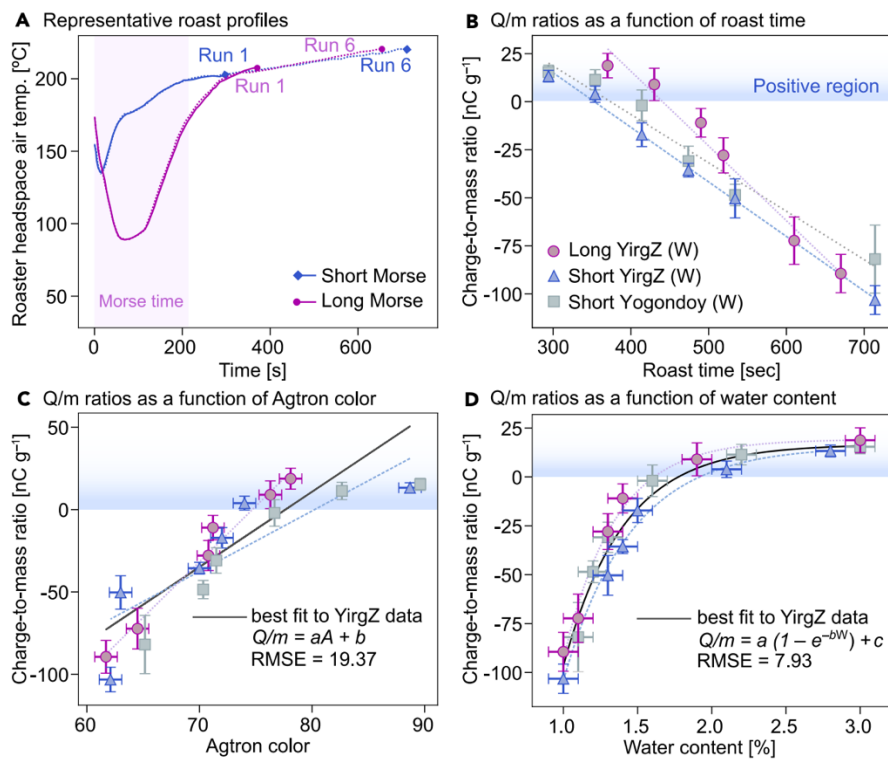 A Representative roast profiles
Roaster headspace air temp. [ºC]
200
150
100
50
Run 1
Run 6
Run 1
Run 6
Short Morse
Long Morse
Morse time
0
200
400
600
Time [s]
B Q/m ratios as a function of roast time
Charge-to-mass ratio [nC g⁻¹]
25
0
-25
-50
-75
-100
Positive region
Long YirgZ (W)
Short YirgZ (W)
Short Yogondoy (W)
300
400
500
600
700
Roast time [sec]
C Q/m ratios as a function of Agtron color
Charge-to-mass ratio [nC g⁻¹]
50
0
-50
-100
best fit to YirgZ data
Q/m = aA + b
RMSE = 19.37
60
70
80
90
Agtron color
D Q/m ratios as a function of water content
Charge-to-mass ratio [nC g⁻¹]
25
0
-25
-50
-75
-100
best fit to YirgZ data
Q/m = a (1 – e⁻ᵇᵂ) + c
RMSE = 7.93
1.0
1.5
2.0
2.5
3.0
Water content [%]